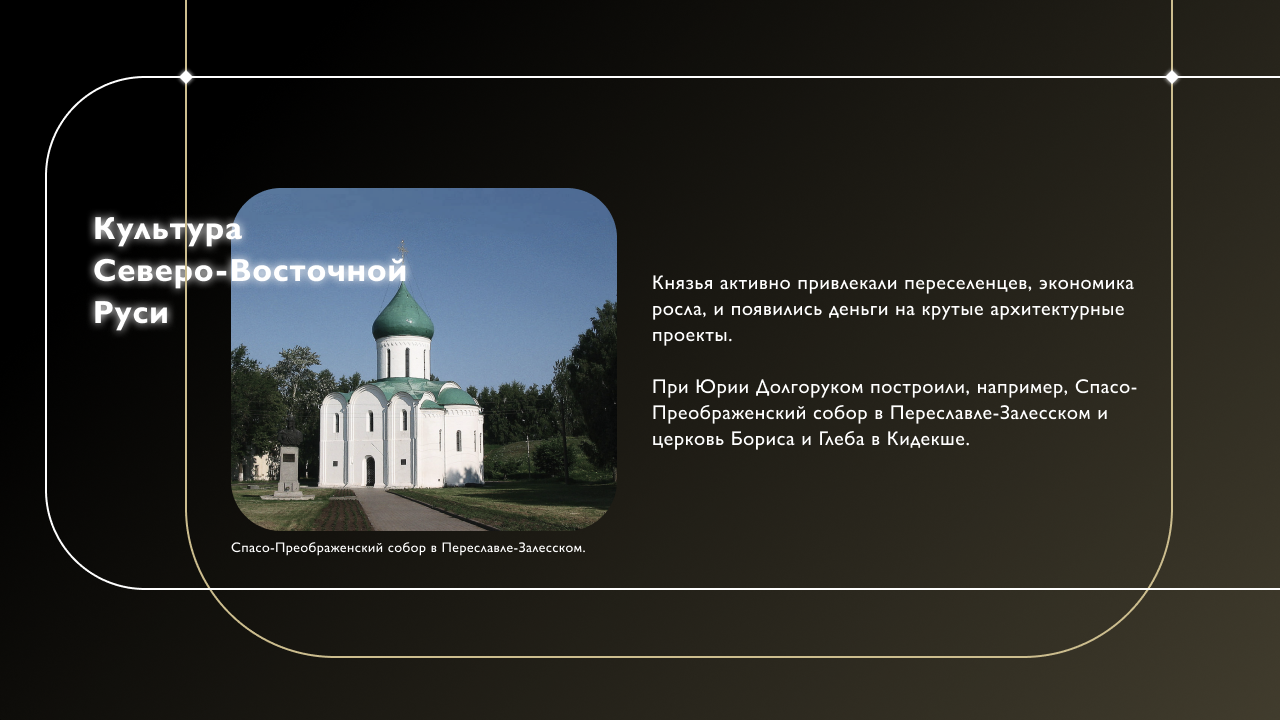 Культура
Северо-Восточной
Руси
Князья активно привлекали переселенцев, экономика
росла, и появились деньги на крутые архитектурные
проекты.
При Юрии Долгоруком построили, например, Спасо-
Преображенский собор в Переславле-Залесском и
церковь Бориса и Глеба в Кидекше.
Спасо-Преображенский собор в Переславле-Залесском.